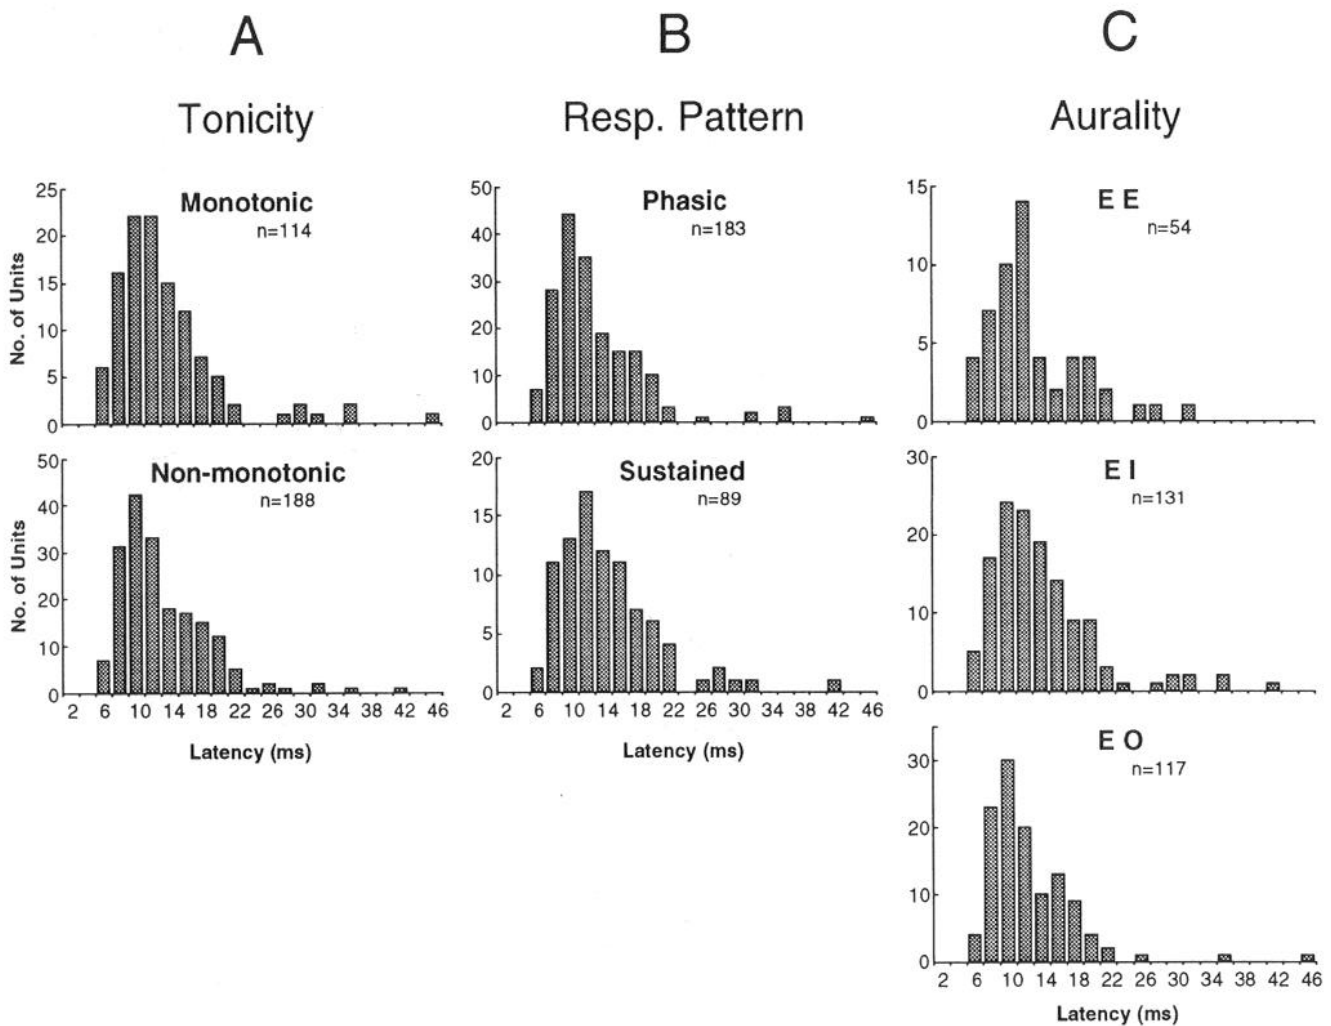 A
B
C
Tonicity
Resp. Pattern
Aurality
Monotonic
n=114
No. of Units
25
20
15
10
5
0
Non-monotonic
n=188
No. of Units
50
40
30
20
10
0
2 6 10 14 18 22 26 30 34 38 42 46
Latency (ms)
Phasic
n=183
50
40
30
20
10
0
Sustained
n=89
20
15
10
5
0
2 6 10 14 18 22 26 30 34 38 42 46
Latency (ms)
E E
n=54
15
10
5
0
E I
n=131
30
20
10
0
E O
n=117
30
20
10
0
2 6 10 14 18 22 26 30 34 38 42 46
Latency (ms)